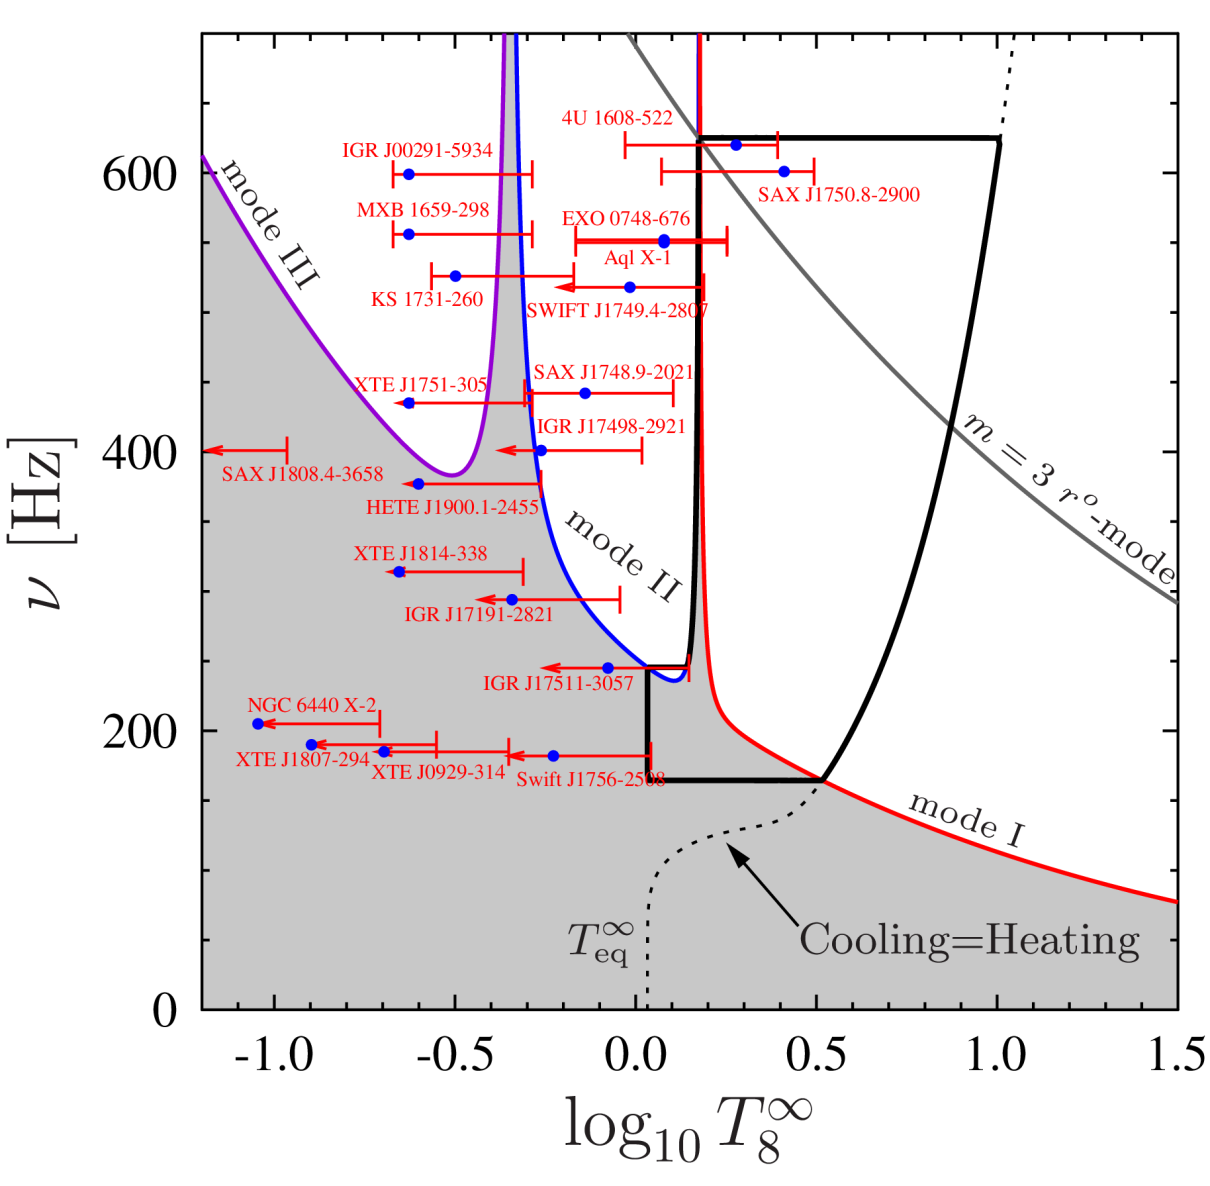 4U 1608-522
IGR J00291-5934
600
mode III
SAX J1750.8-2900
MXB 1659-298
EXO 0748-676
Aql X-1
KS 1731-260
SWIFT J1749.4-2807
SAX J1748.9-2021
XTE J1751-305
IGR J17498-2921
m = 3 r^o-mode
400
SAX J1808.4-3658
HETE J1900.1-2455
mode II
ν [Hz]
XTE J1814-338
IGR J17191-2821
IGR J17511-3057
NGC 6440 X-2
200
XTE J1807-294
XTE J0929-314
Swift J1756-2508
mode I
T_eq^∞
Cooling=Heating
0
-1.0 -0.5 0.0 0.5 1.0 1.5
log_10 T_8^∞